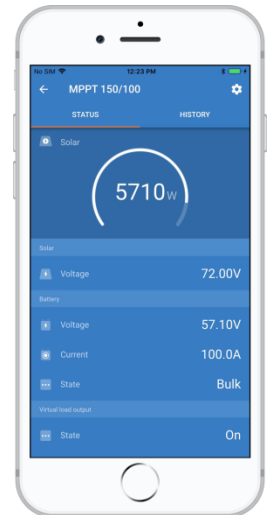 No SIM 12:23 PM
MPPT 150/100
STATUS HISTORY
Solar
5710W
Solar
Voltage 72.00V
Battery
Voltage 57.10V
Current 100.0A
State Bulk
Virtual load output
State On